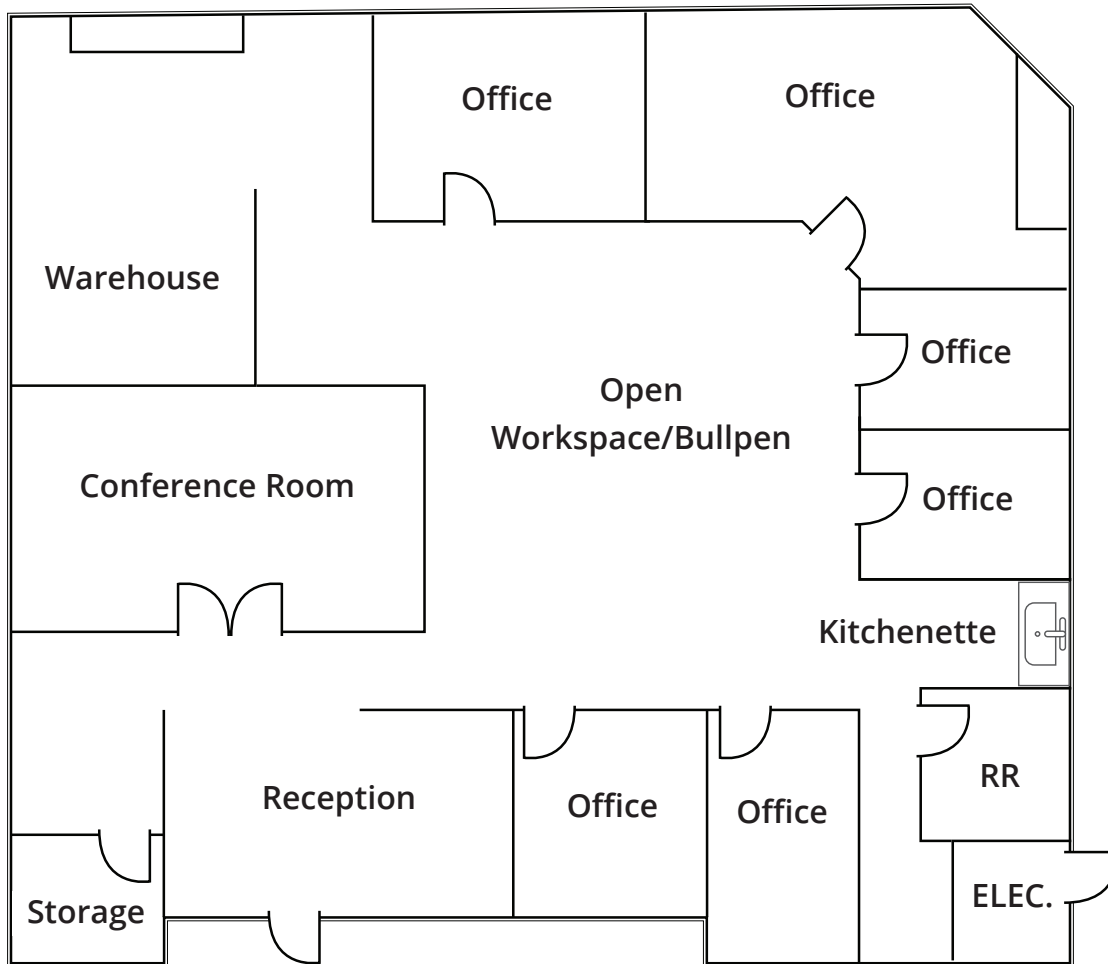 Office
Office
Warehouse
Office
Open
Workspace/Bullpen
Conference Room
Office
Kitchenette
RR
Reception
Office
Office
ELEC.
Storage